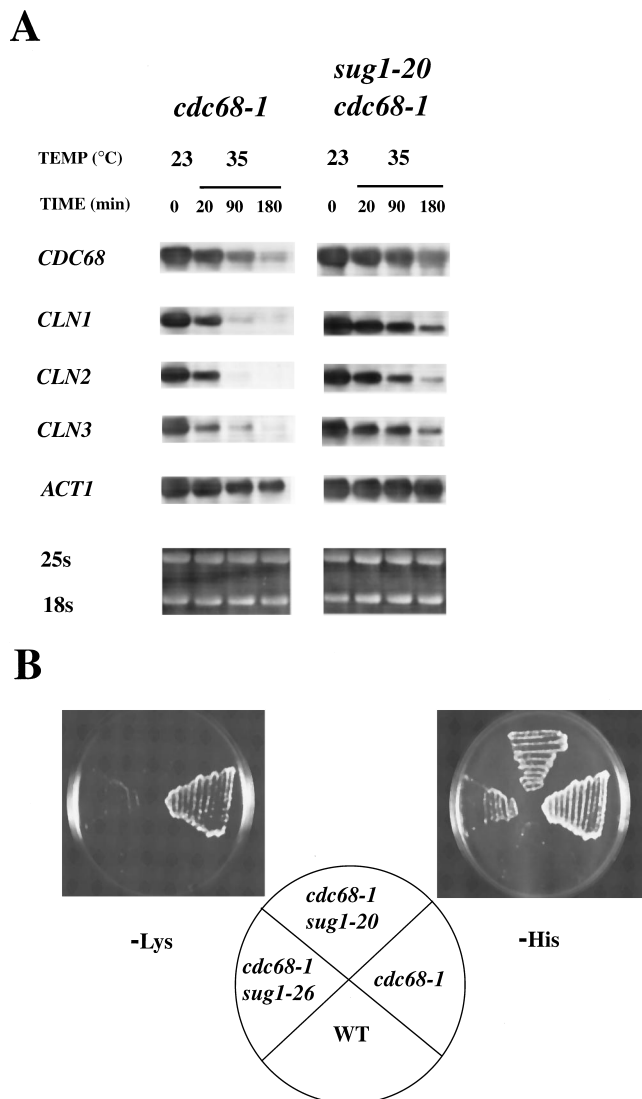 A
cdc68-1
sug1-20
cdc68-1
TEMP (°C) 23 35 23 35
TIME (min) 0 20 90 180 0 20 90 180
CDC68
CLN1
CLN2
CLN3
ACT1
25s
18s
B
-Lys
-His
cdc68-1
sug1-20
cdc68-1
sug1-26
cdc68-1
WT